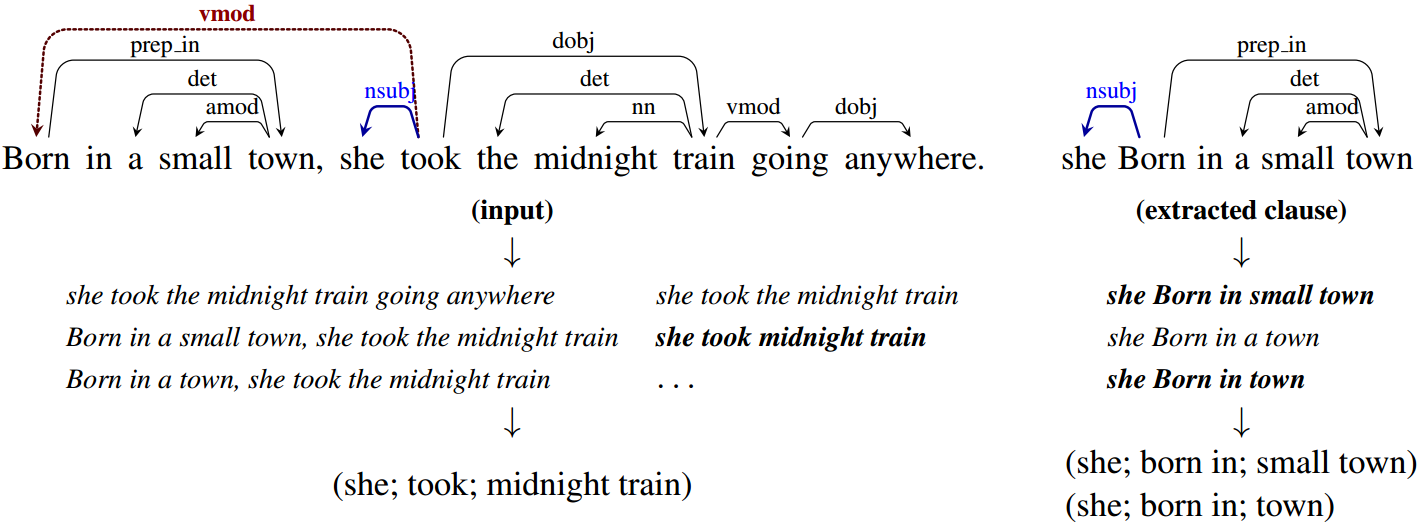 vmod
prep_in dobj prep_in
det det det
amod nsubj nn vmod dobj nsubj amod
Born in a small town, she took the midnight train going anywhere. she Born in a small town
(input) (extracted clause)
↓ ↓
she took the midnight train going anywhere she took the midnight train she Born in small town
Born in a small town, she took the midnight train she took midnight train she Born in a town
Born in a town, she took the midnight train . . . she Born in town
↓ ↓
(she; took; midnight train) (she; born in; small town)
(she; born in; town)